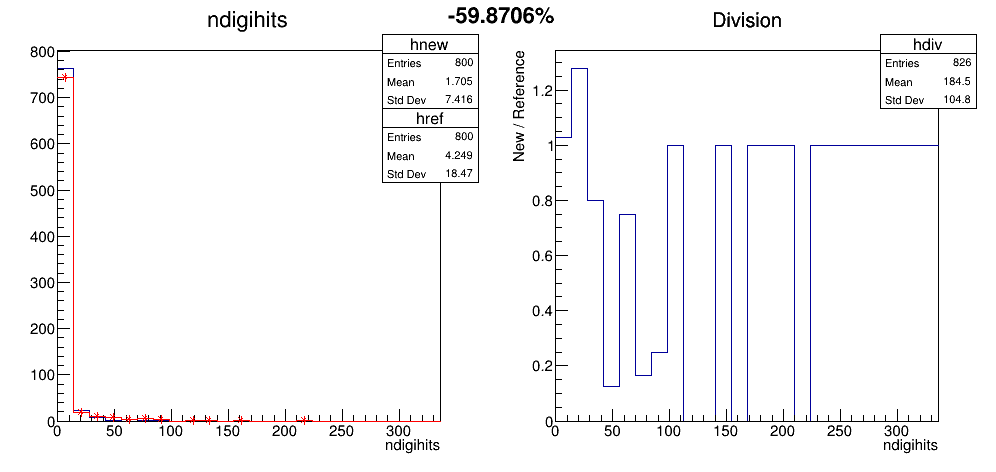 -59.8706%
ndigihits
hnew
Entries 800
Mean 1.705
Std Dev 7.416
href
Entries 800
Mean 4.249
Std Dev 18.47
800
700
600
500
400
300
200
100
0
0 50 100 150 200 250 300
ndigihits
Division
hdiv
Entries 826
Mean 184.5
Std Dev 104.8
New / Reference
1.2
1
0.8
0.6
0.4
0.2
0
0 50 100 150 200 250 300
ndigihits